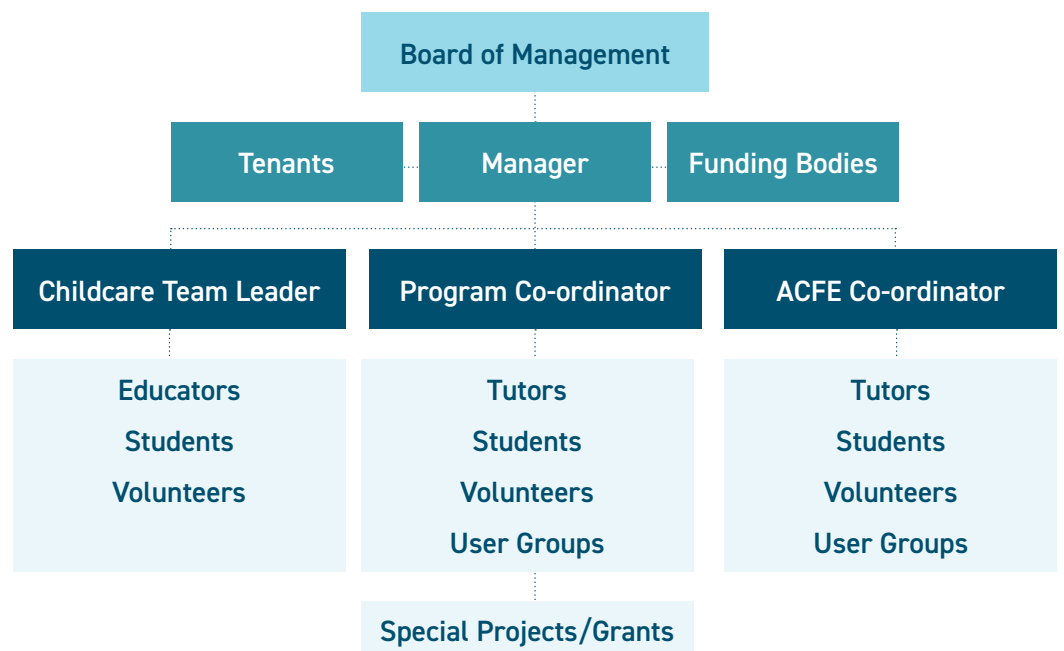 Board of Management
Tenants
Manager
Funding Bodies
Childcare Team Leader
Program Co-ordinator
ACFE Co-ordinator
Educators
Students
Volunteers
Tutors
Students
Volunteers
User Groups
Tutors
Students
Volunteers
User Groups
Special Projects/Grants